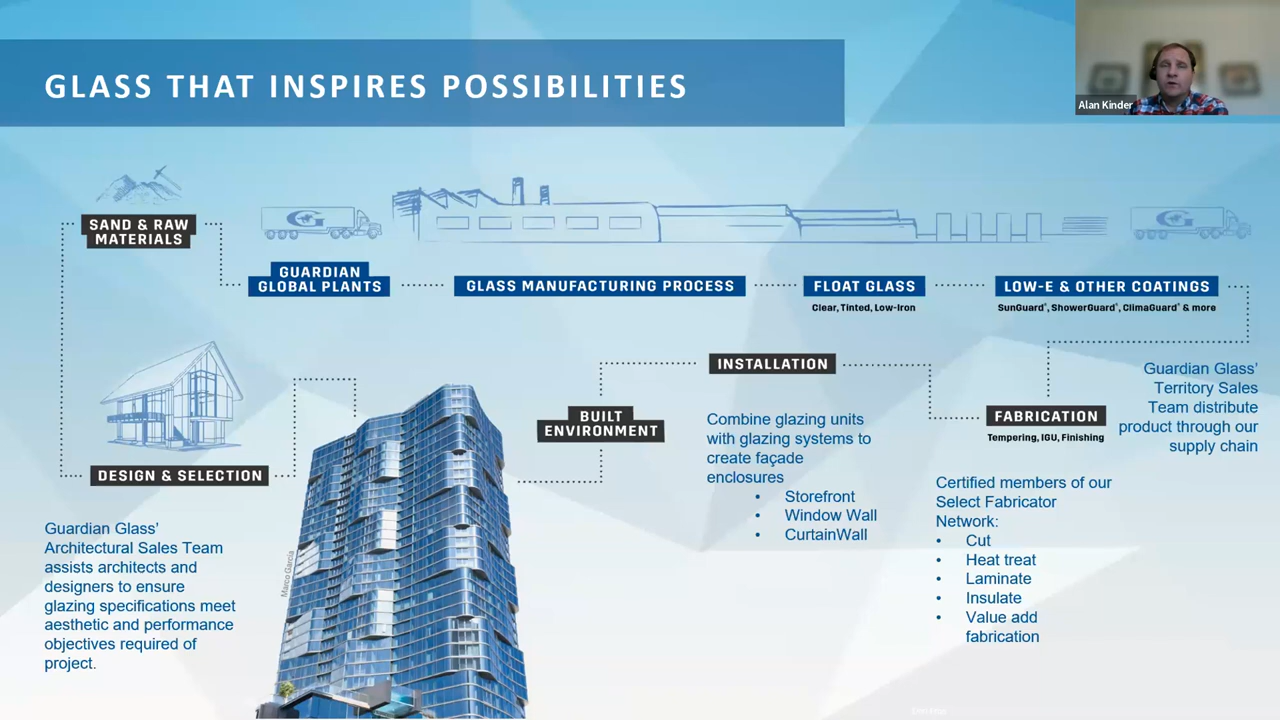 GLASS THAT INSPIRES POSSIBILITIES
Alan Kinder
SAND & RAW
MATERIALS
GUARDIAN
GLOBAL PLANTS
GLASS MANUFACTURING PROCESS
FLOAT GLASS
Clear, Tinted, Low-Iron
LOW-E & OTHER COATINGS
SunGuard®, ShowerGuard®, ClimaGuard® & more
Guardian Glass’
Territory Sales
Team distribute
product through our
supply chain
INSTALLATION
Combine glazing units
with glazing systems to
create façade
enclosures
• Storefront
• Window Wall
• CurtainWall
BUILT
ENVIRONMENT
FABRICATION
Tempering, IGU, Finishing
Certified members of our
Select Fabricator
Network:
• Cut
• Heat treat
• Laminate
• Insulate
• Value add
fabrication
DESIGN & SELECTION
Guardian Glass’
Architectural Sales Team
assists architects and
designers to ensure
glazing specifications meet
aesthetic and performance
objectives required of
project.
Marco Garcia